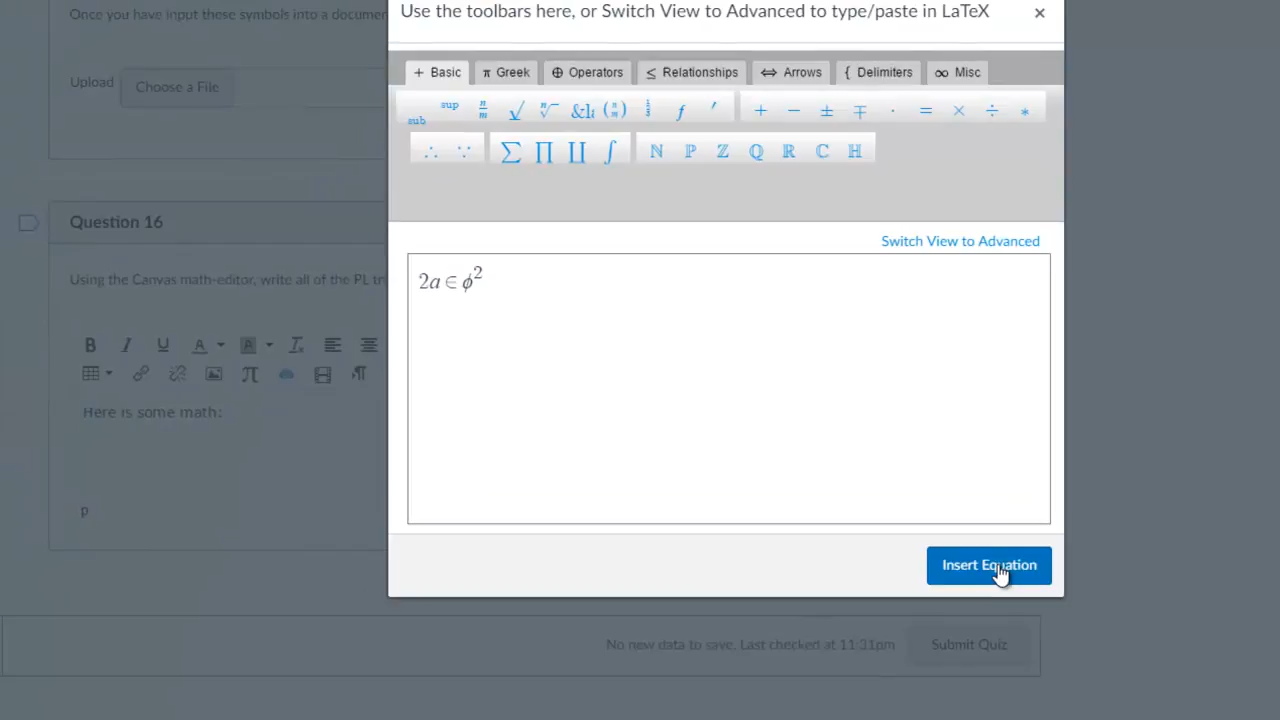 Once you have input these symbols into a documen
Use the toolbars here, or Switch View to Advanced to type/paste in LaTeX ×
Upload Choose a File
+ Basic π Greek ⊕ Operators ≤ Relationships ⇔ Arrows { Delimiters ∞ Misc
sub sup n/m √ n√ &l (n m) f ′ + − ± ∓ · = × ÷ *
∴ ∵ ∑ ∏ ∐ ∫ ℕ ℙ ℤ ℚ ℝ ℂ ℍ
Question 16
Switch View to Advanced
2a ∈ ϕ²
Using the Canvas math-editor, write all of the PL tr
B I U A A Tx
π ¶
Here is some math:
p
Insert Equation
No new data to save. Last checked at 11:31pm Submit Quiz